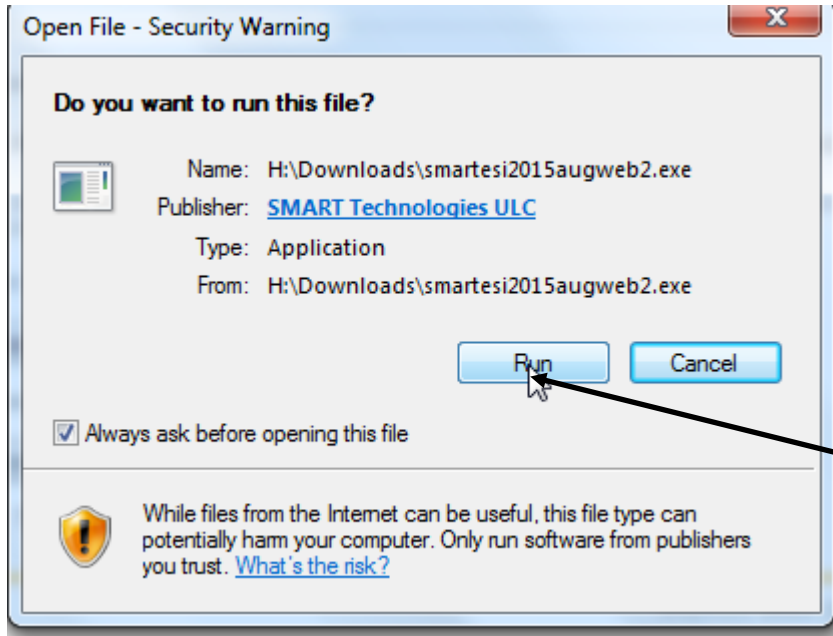 Open File - Security Warning
Do you want to run this file?
Name: H:\Downloads\smartesi2015augweb2.exe
Publisher: SMART Technologies ULC
Type: Application
From: H:\Downloads\smartesi2015augweb2.exe
Run Cancel
Always ask before opening this file
While files from the Internet can be useful, this file type can
potentially harm your computer. Only run software from publishers
you trust. What's the risk?